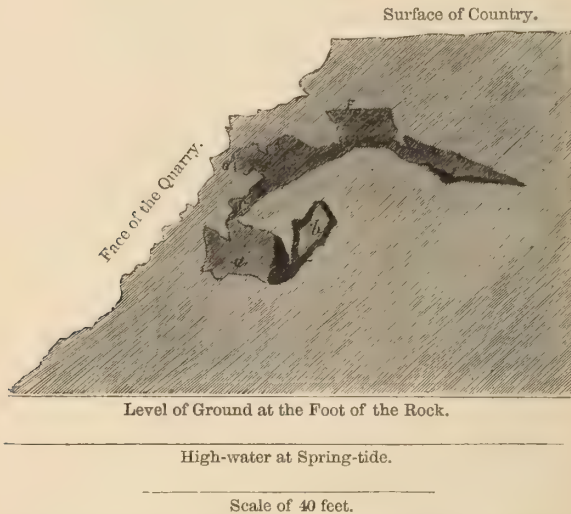 Surface of Country.
Face of the Quarry.
Level of Ground at the Foot of the Rock.
High-water at Spring-tide.
Scale of 40 feet.